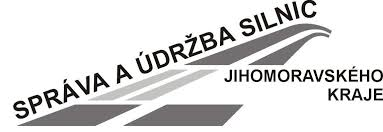 SPRÁVA A ÚDRŽBA SILNIC
JIHOMORAVSKÉHO
KRAJE